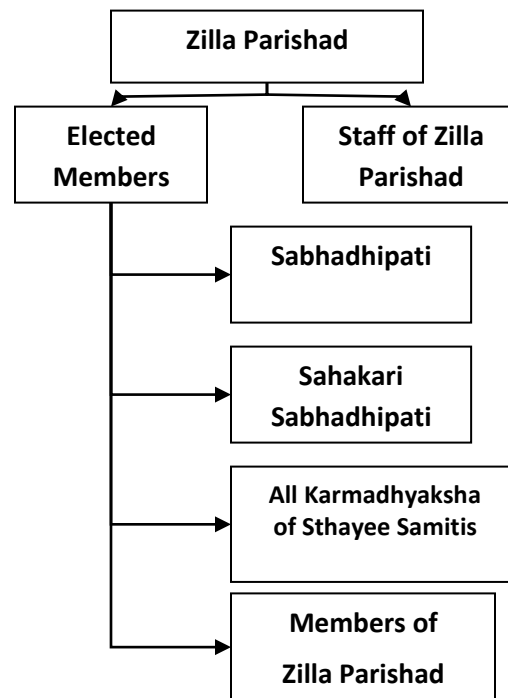 Zilla Parishad
Elected
Members
Staff of Zilla
Parishad
Sabhadhipati
Sahakari
Sabhadhipati
All Karmadhyaksha
of Sthayee Samitis
Members of
Zilla Parishad